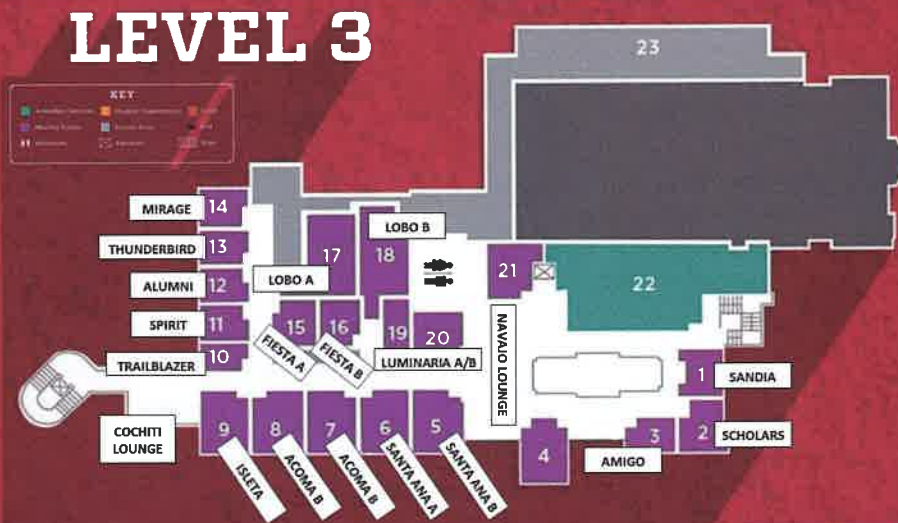 LEVEL 3
23
KEY
MIRAGE
14
THUNDERBIRD
13
ALUMNI
12
SPIRIT
11
TRAILBLAZER
10
LOBO A
17
LOBO B
18
21
22
15
16
19
20
FIESTA A
FIESTA B
LUMINARIA A/B
NAVAJO LOUNGE
1
SANDIA
COCHITI
LOUNGE
9
8
7
6
5
4
3
2
SCHOLARS
AMIGO
ISLETA
ACOMA B
ACOMA B
SANTA ANA A
SANTA ANA B